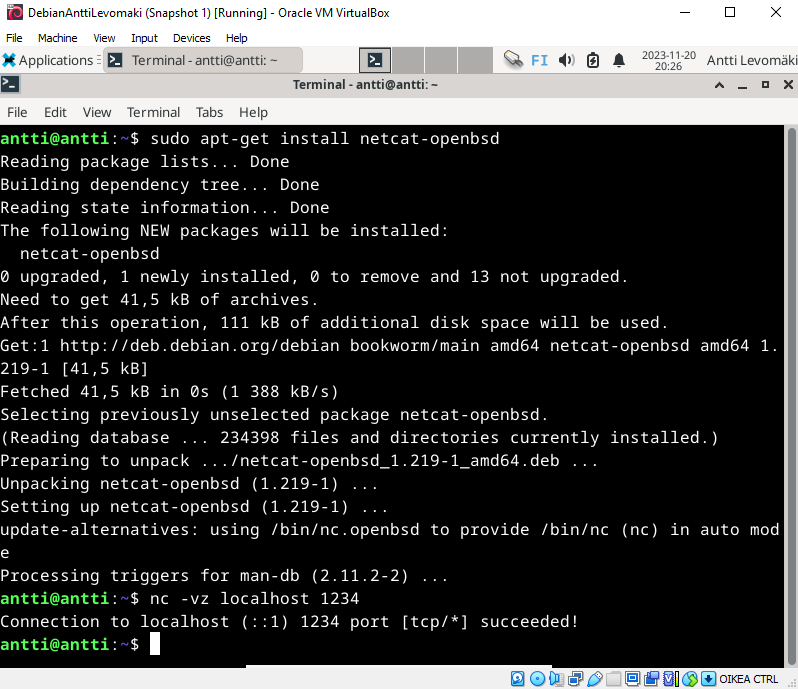 DebianAnttiLevomaki (Snapshot 1) [Running] - Oracle VM VirtualBox
File Machine View Input Devices Help
Applications Terminal - antti@antti: ~ FI 2023-11-20 20:26 Antti Levomäki
Terminal - antti@antti: ~
File Edit View Terminal Tabs Help
antti@antti:~$ sudo apt-get install netcat-openbsd
Reading package lists... Done
Building dependency tree... Done
Reading state information... Done
The following NEW packages will be installed:
  netcat-openbsd
0 upgraded, 1 newly installed, 0 to remove and 13 not upgraded.
Need to get 41,5 kB of archives.
After this operation, 111 kB of additional disk space will be used.
Get:1 http://deb.debian.org/debian bookworm/main amd64 netcat-openbsd amd64 1.
219-1 [41,5 kB]
Fetched 41,5 kB in 0s (1 388 kB/s)
Selecting previously unselected package netcat-openbsd.
(Reading database ... 234398 files and directories currently installed.)
Preparing to unpack .../netcat-openbsd_1.219-1_amd64.deb ...
Unpacking netcat-openbsd (1.219-1) ...
Setting up netcat-openbsd (1.219-1) ...
update-alternatives: using /bin/nc.openbsd to provide /bin/nc (nc) in auto mod
e
Processing triggers for man-db (2.11.2-2) ...
antti@antti:~$ nc -vz localhost 1234
Connection to localhost (::1) 1234 port [tcp/*] succeeded!
antti@antti:~$
OIKEA CTRL